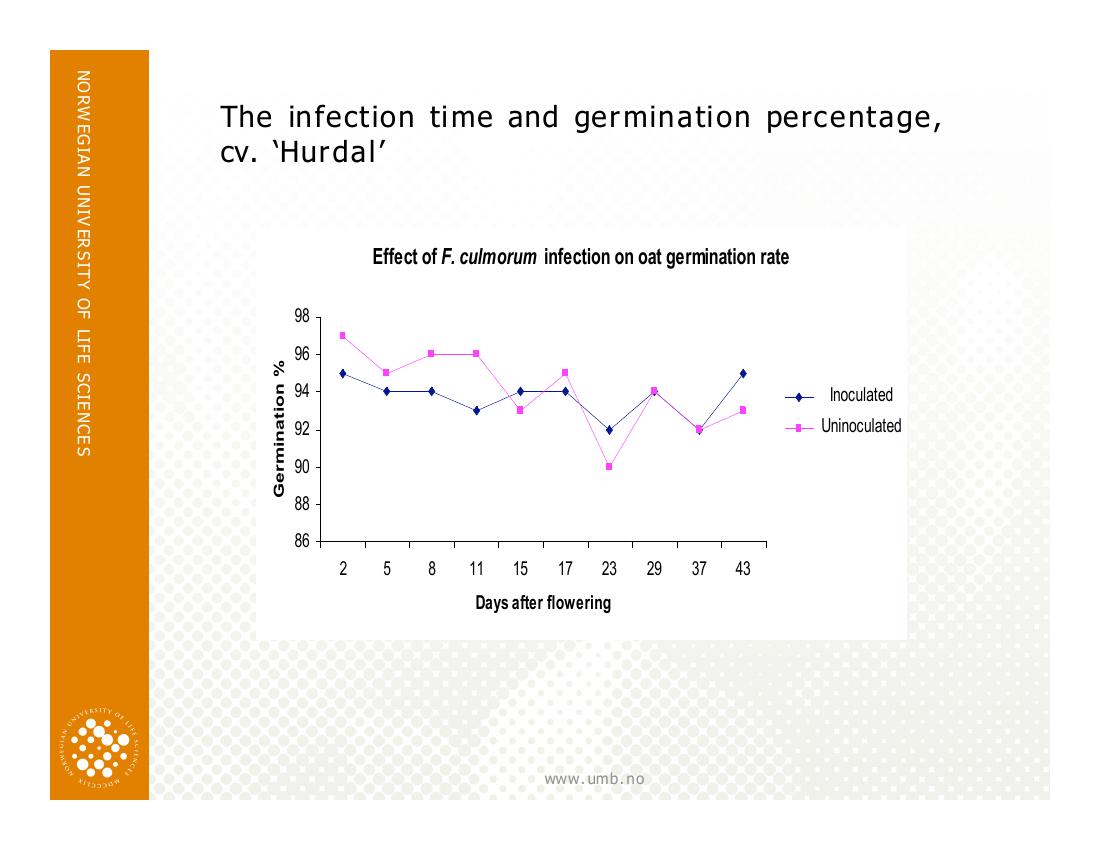 NORWEGIAN UNIVERSITY OF LIFE SCIENCES
The infection time and germination percentage,
cv. ‘Hurdal’
Effect of F. culmorum infection on oat germination rate
98
96
94
92
90
88
86
Germination %
2 5 8 11 15 17 23 29 37 43
Days after flowering
Inoculated
Uninoculated
NORWEGIAN UNIVERSITY OF LIFE SCIENCES
MDCCCLIX
www.umb.no